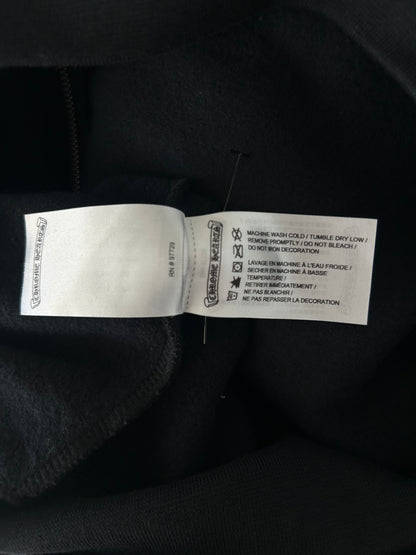 CHROME HEARTS
RN # 97729
CHROME HEARTS
MACHINE WASH COLD / TUMBLE DRY LOW /
REMOVE PROMPTLY / DO NOT BLEACH /
DO NOT IRON DECORATION
LAVAGE EN MACHINE À L'EAU FROIDE /
SECHER EN MACHINE À BASSE
TEMPERATURE /
RETIRER IMMÉDIATEMENT /
NE PAS BLANCHIR /
NE PAS REPASSER LA DECORATION